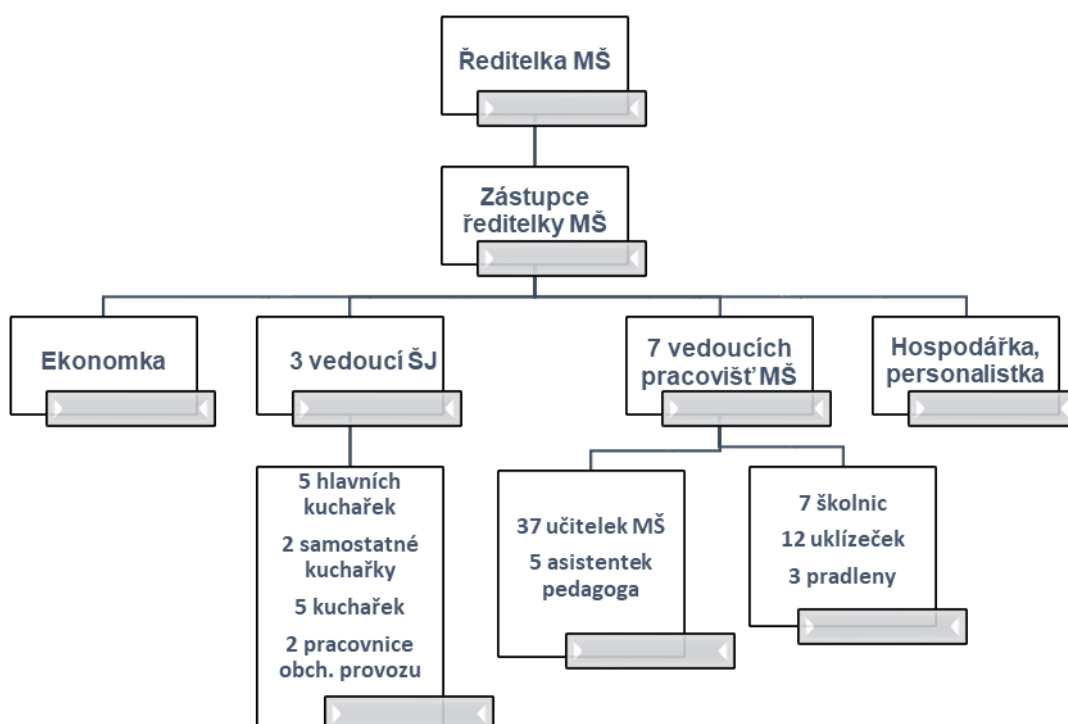 Ředitelka MŠ
Zástupce
ředitelky MŠ
Ekonomka
3 vedoucí ŠJ
7 vedoucích
pracovišť MŠ
Hospodářka,
personalistka
5 hlavních
kuchařek
2 samostatné
kuchařky
5 kuchařek
2 pracovnice
obch. provozu
37 učitelek MŠ
5 asistentek
pedagoga
7 školnic
12 uklízeček
3 pradleny